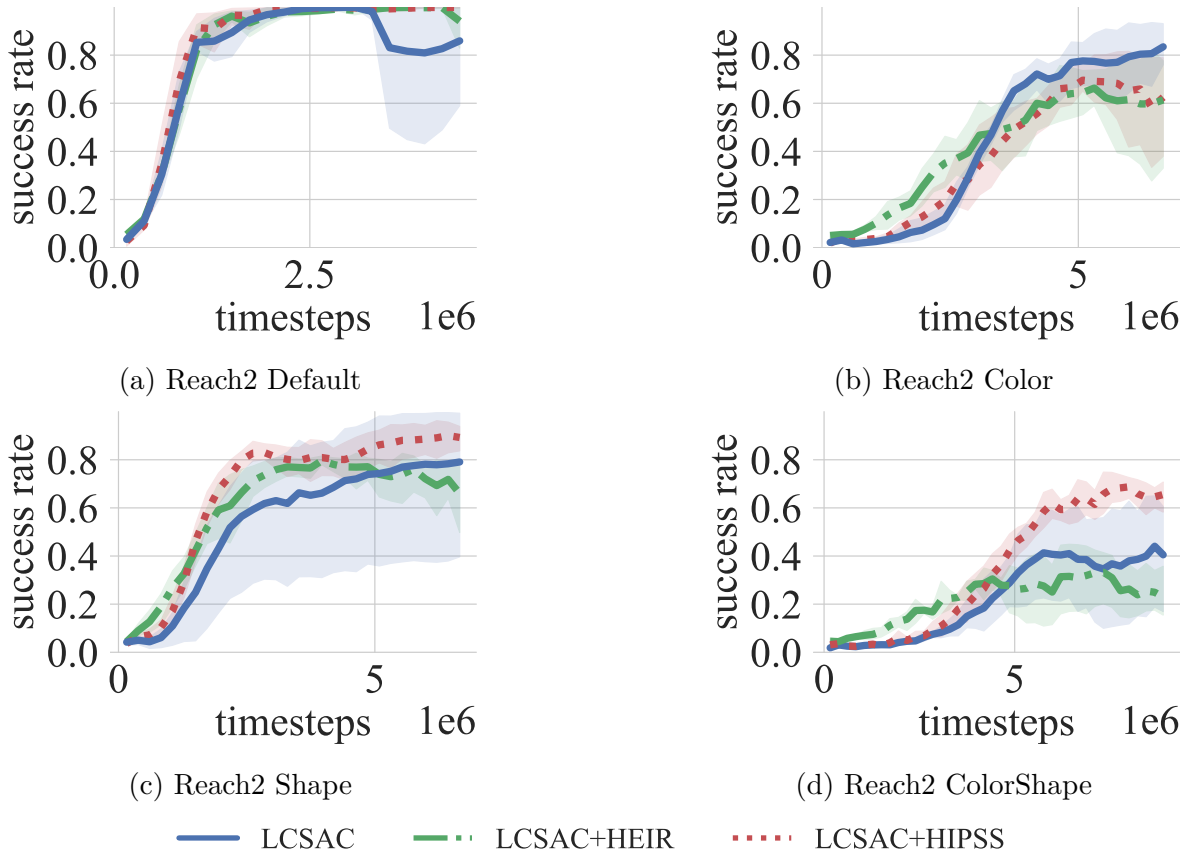 success rate
0.8
0.6
0.4
0.2
0.0
0.0 2.5
timesteps 1e6
(a) Reach2 Default
success rate
0.8
0.6
0.4
0.2
0.0
0 5
timesteps 1e6
(b) Reach2 Color
success rate
0.8
0.6
0.4
0.2
0.0
0 5
timesteps 1e6
(c) Reach2 Shape
success rate
0.8
0.6
0.4
0.2
0.0
0 5
timesteps 1e6
(d) Reach2 ColorShape
LCSAC LCSAC+HEIR LCSAC+HIPSS